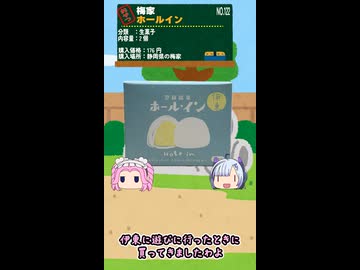 梅家
NO.122
ホールイン
分類 :生菓子
内容量:2個
購入価格:176円
購入場所:静岡県の梅家
ホール・イン
Hole in
伊東に遊びに行ったときに
買ってきましたわよ